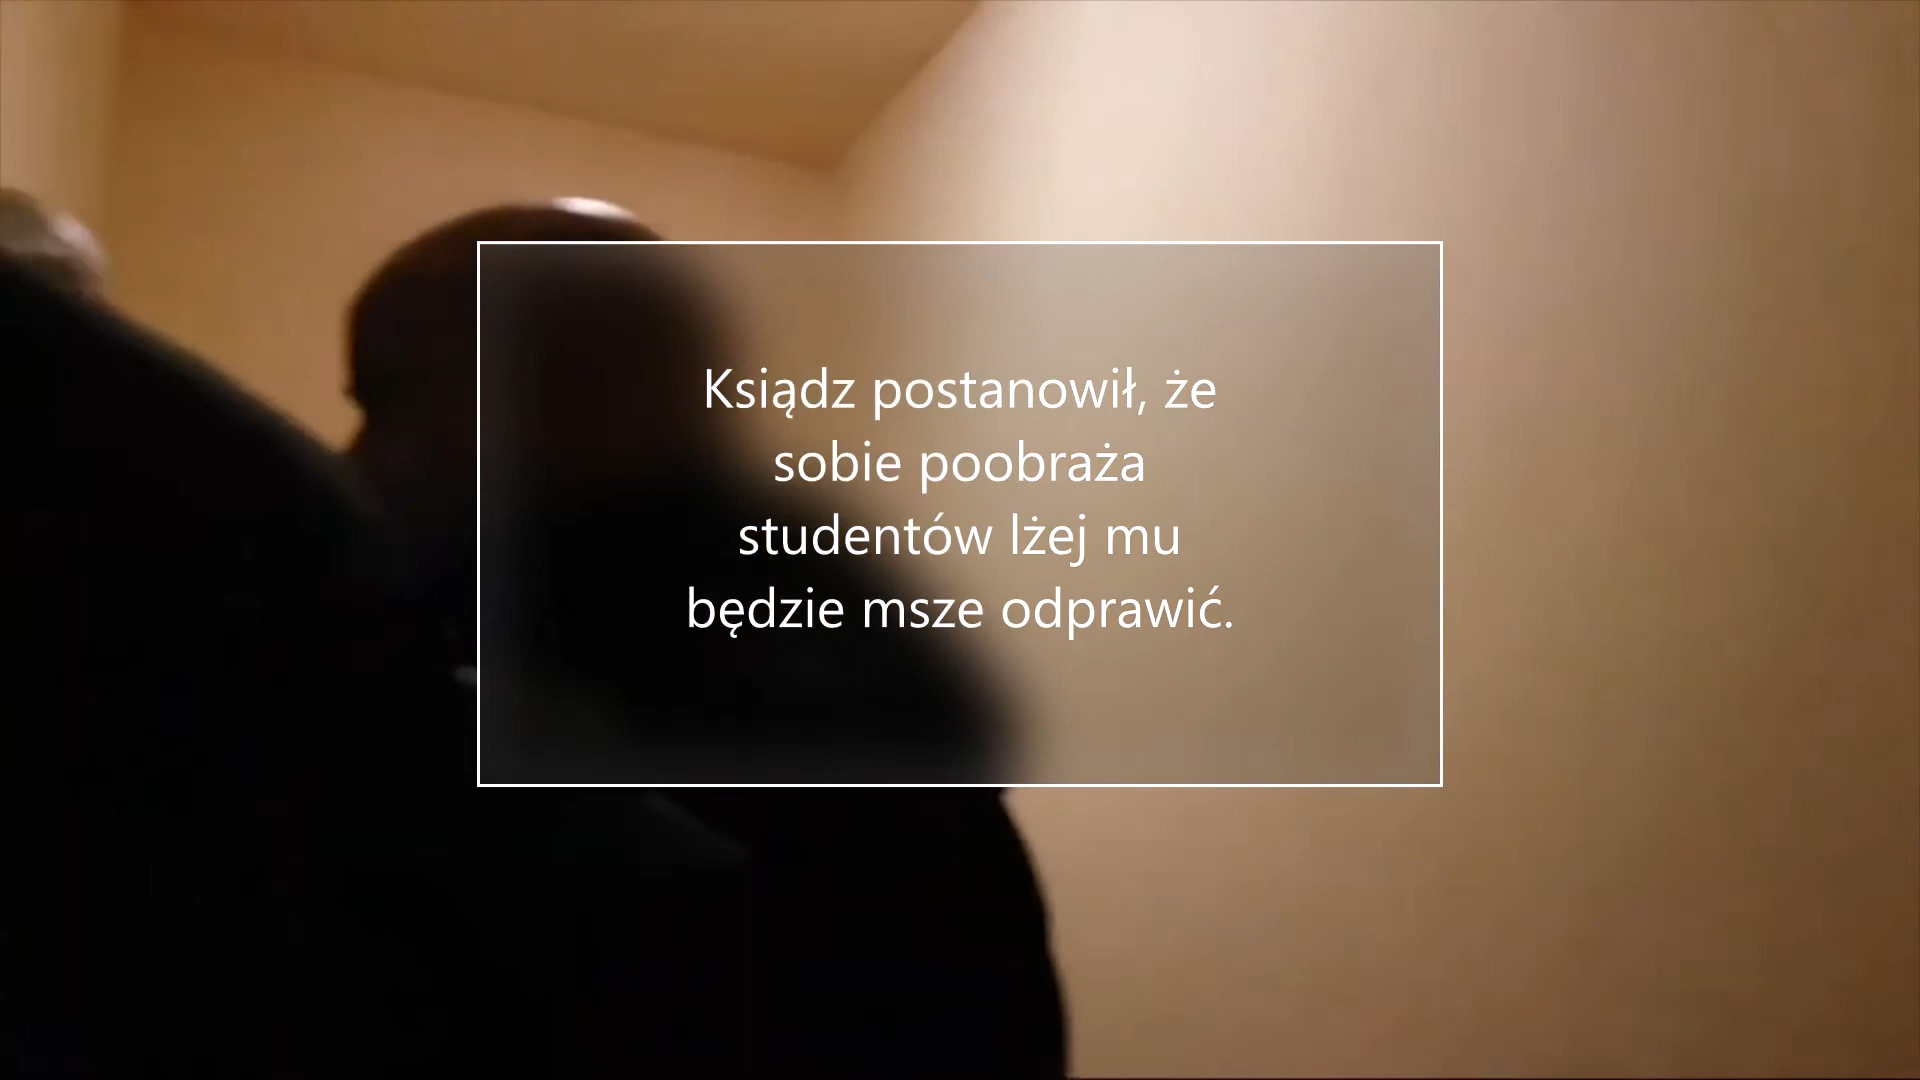 Ksiądz postanowił, że
sobie poobraża
studentów lżej mu
będzie msze odprawić.